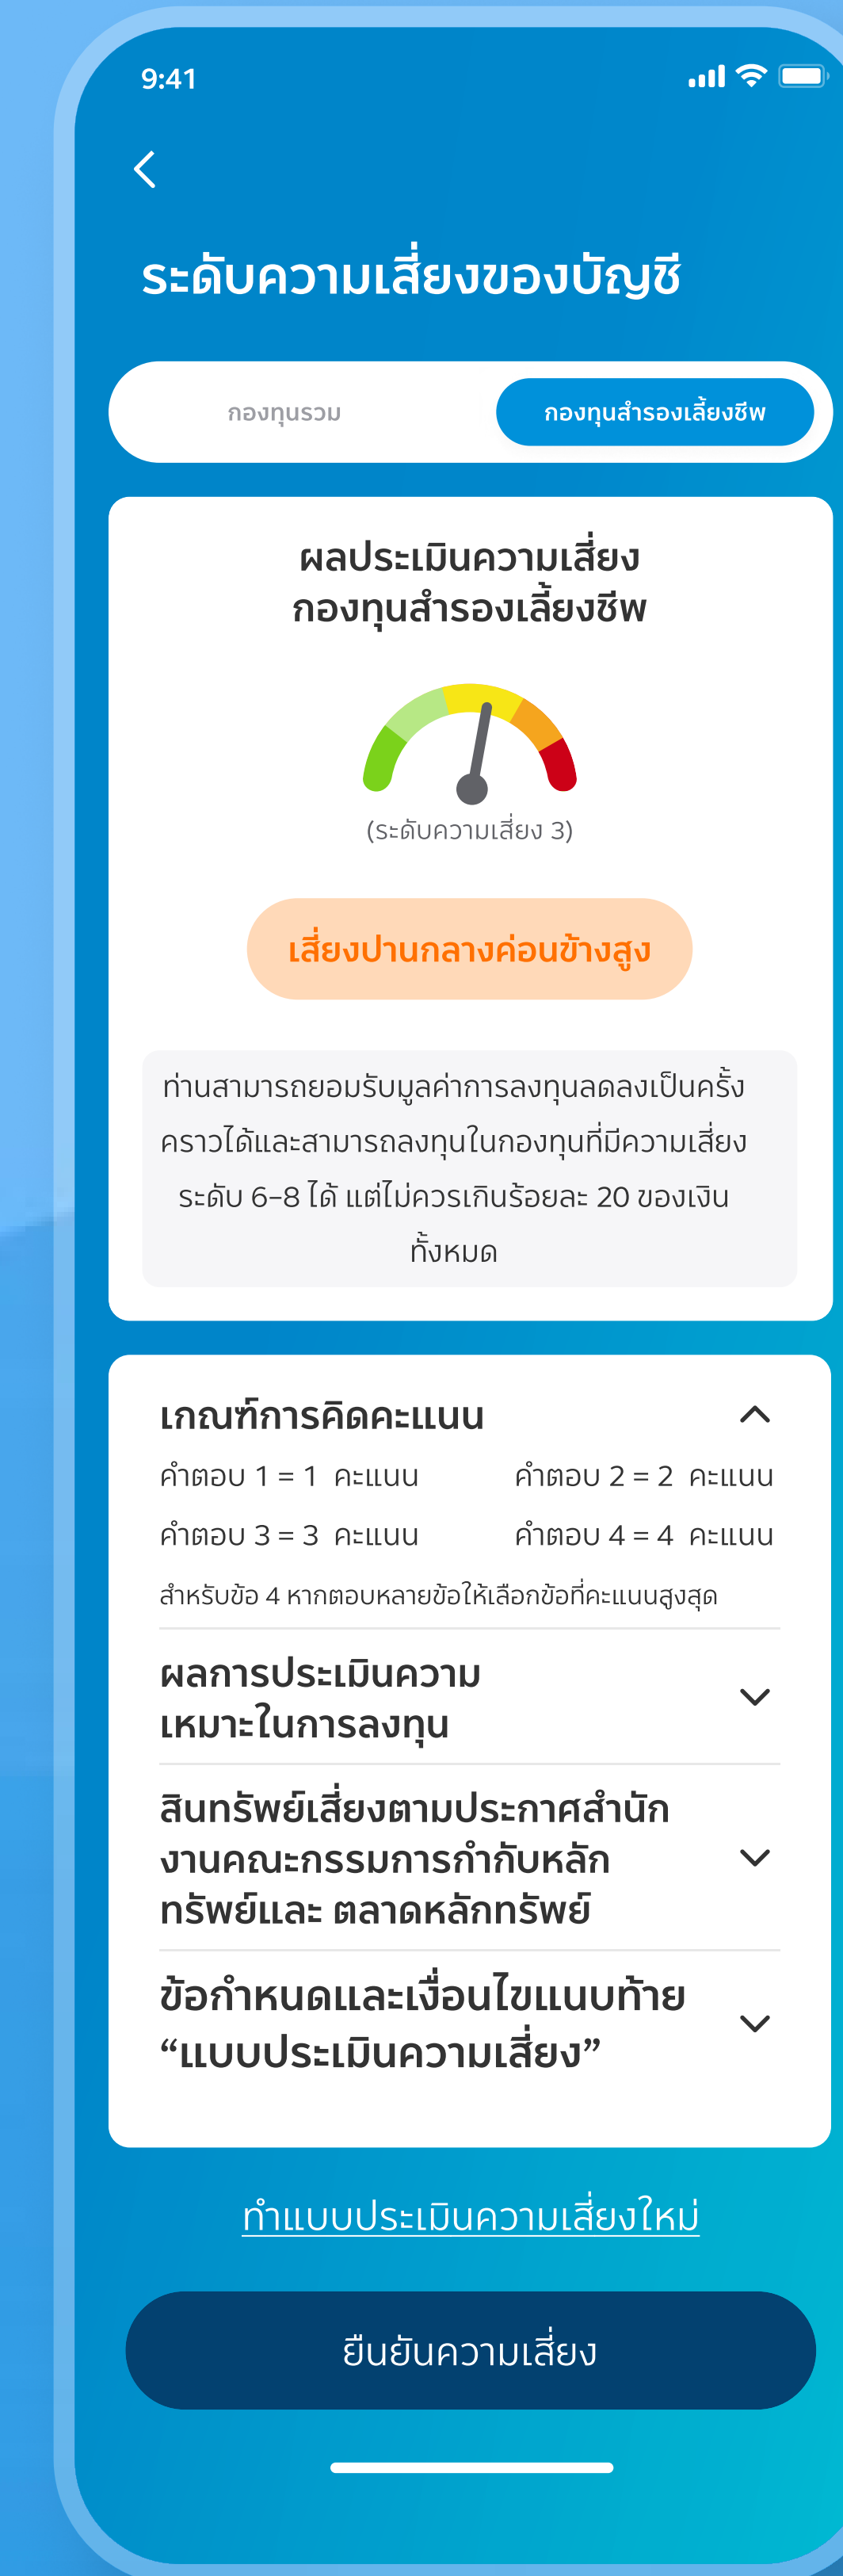 9:41
ระดับความเสี่ยงของบัญชี
กองทุนรวม
กองทุนสำรองเลี้ยงชีพ
ผลประเมินความเสี่ยง
กองทุนสำรองเลี้ยงชีพ
(ระดับความเสี่ยง 3)
เสี่ยงปานกลางค่อนข้างสูง
ท่านสามารถยอมรับมูลค่าการลงทุนลดลงเป็นครั้ง
คราวได้และสามารถลงทุนในกองทุนที่มีความเสี่ยง
ระดับ 6-8 ได้ แต่ไม่ควรเกินร้อยละ 20 ของเงิน
ทั้งหมด
เกณฑ์การคิดคะแนน
คำตอบ 1 = 1 คะแนน
คำตอบ 2 = 2 คะแนน
คำตอบ 3 = 3 คะแนน
คำตอบ 4 = 4 คะแนน
สำหรับข้อ 4 หากตอบหลายข้อให้เลือกข้อที่คะแนนสูงสุด
ผลการประเมินความ
เหมาะในการลงทุน
สินทรัพย์เสี่ยงตามประกาศสำนัก
งานคณะกรรมการกำกับหลัก
ทรัพย์และ ตลาดหลักทรัพย์
ข้อกำหนดและเงื่อนไขแนบท้าย
“แบบประเมินความเสี่ยง”
ทำแบบประเมินความเสี่ยงใหม่
ยืนยันความเสี่ยง